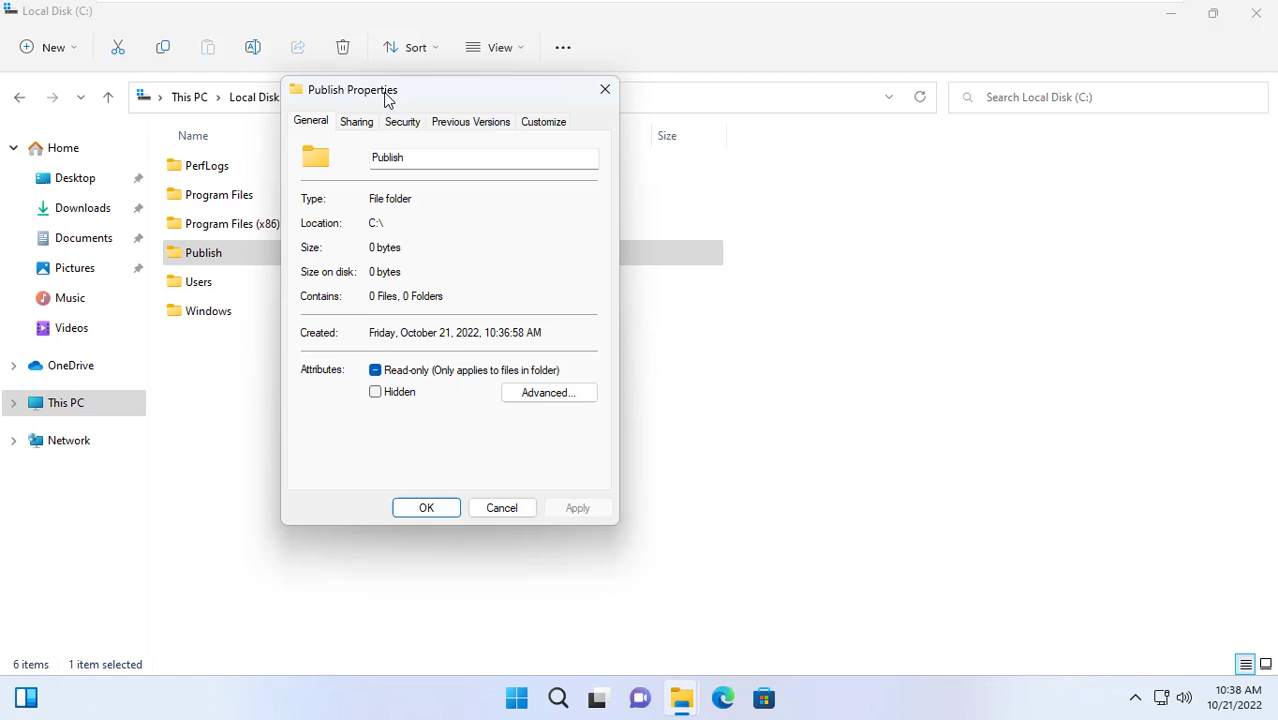 Local Disk (C:)
New Sort View
This PC Local Disk Search Local Disk (C:)
Publish Properties
General Sharing Security Previous Versions Customize
Home
Desktop
Downloads
Documents
Pictures
Music
Videos
OneDrive
This PC
Network
Name Size
PerfLogs
Program Files
Program Files (x86)
Publish
Users
Windows
Publish
Type: File folder
Location: C:\
Size: 0 bytes
Size on disk: 0 bytes
Contains: 0 Files, 0 Folders
Created: Friday, October 21, 2022, 10:36:58 AM
Attributes: Read-only (Only applies to files in folder)
Hidden Advanced...
OK Cancel Apply
6 items 1 item selected
10:38 AM
10/21/2022